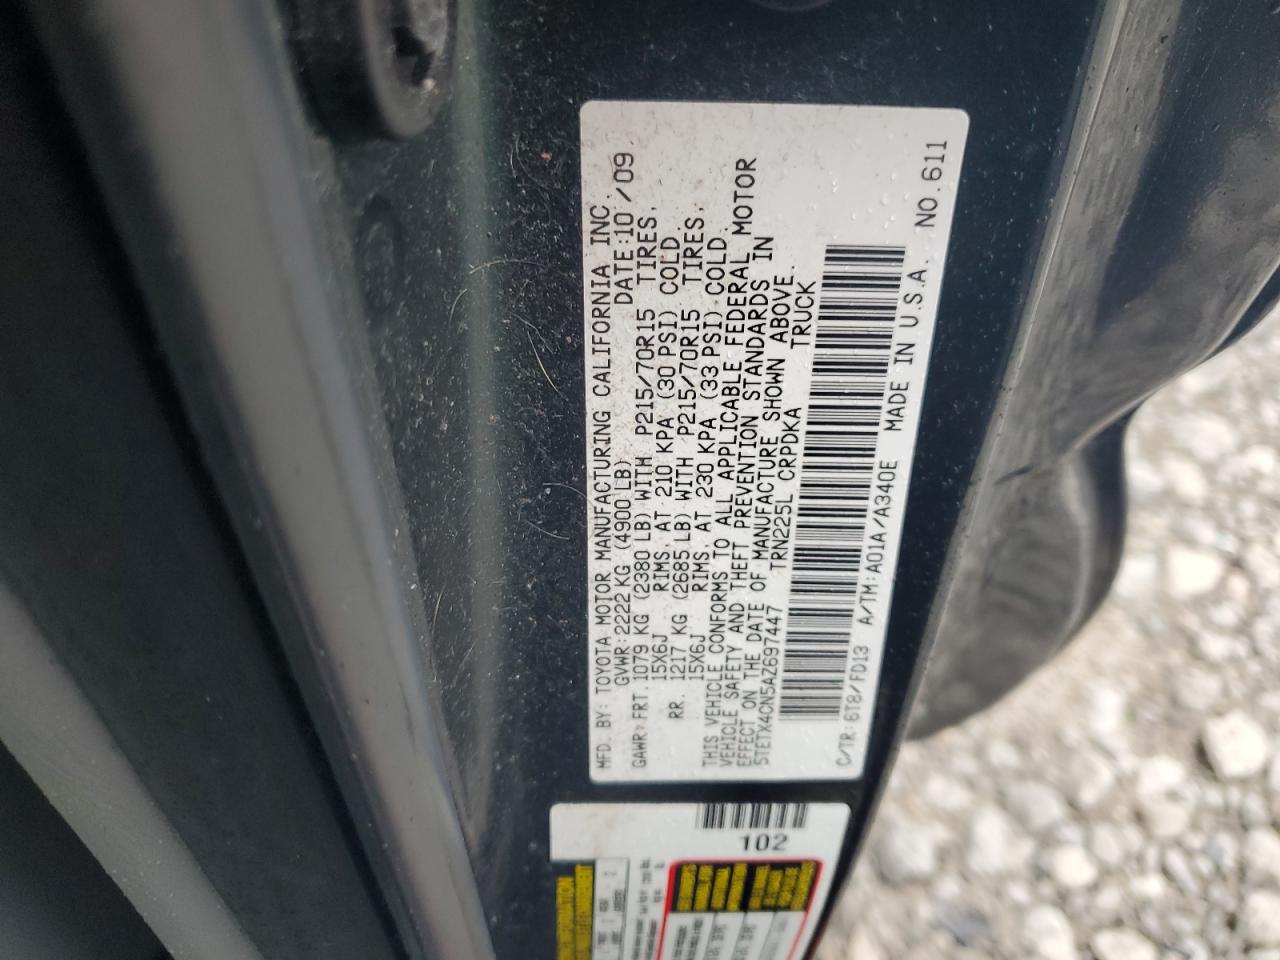 MFD. BY: TOYOTA MOTOR MANUFACTURING CALIFORNIA INC.
GVWR: 2222 KG (4900 LB) DATE: 10 / 09
GAWR: FRT. 1079 KG (2380 LB) WITH P215/70R15 TIRES,
15X6J RIMS, AT 210 KPA (30 PSI) COLD
RR. 1217 KG (2685 LB) WITH P215/70R15 TIRES,
15X6J RIMS, AT 230 KPA (33 PSI) COLD
THIS VEHICLE CONFORMS TO ALL APPLICABLE FEDERAL MOTOR
VEHICLE SAFETY AND THEFT PREVENTION STANDARDS IN
EFFECT ON THE DATE OF MANUFACTURE SHOWN ABOVE.
5TETX4CN5AZ697447 TRN225L CRPDKA TRUCK
C/TR: 6T8/FD13 A/TM: A01A/A340E MADE IN U.S.A. NO. 611
102